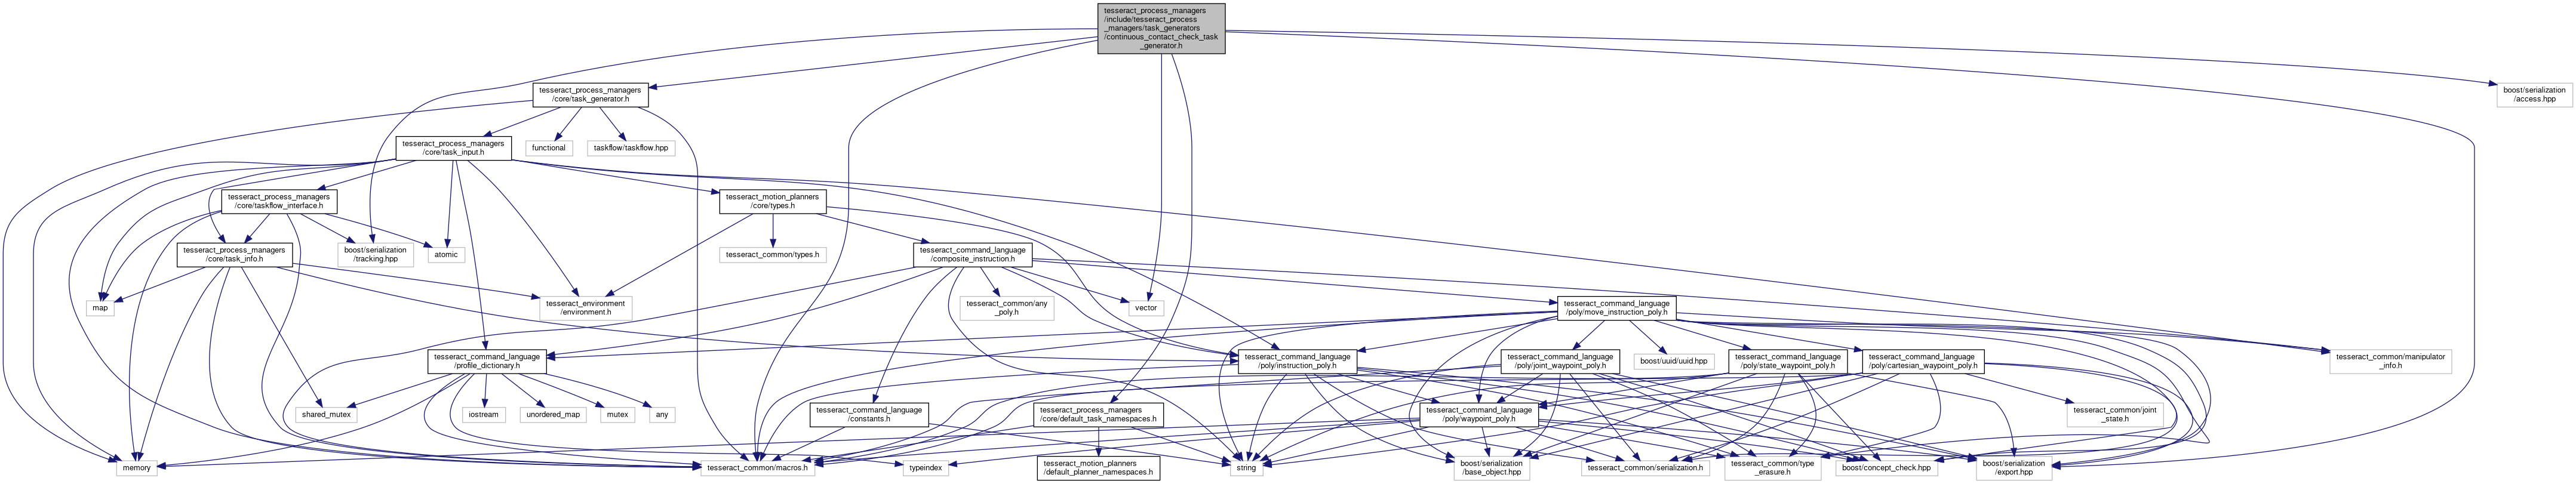 tesseract_process_managers
/include/tesseract_process
_managers/task_generators
/continuous_contact_check_task
_generator.h
tesseract_process_managers
/core/task_generator.h
boost/serialization
/access.hpp
tesseract_process_managers
/core/task_input.h
functional
taskflow/taskflow.hpp
tesseract_process_managers
/core/taskflow_interface.h
tesseract_motion_planners
/core/types.h
tesseract_process_managers
/core/task_info.h
boost/serialization
/tracking.hpp
atomic
tesseract_common/types.h
tesseract_command_language
/composite_instruction.h
map
tesseract_environment
/environment.h
tesseract_common/any
_poly.h
vector
tesseract_command_language
/poly/move_instruction_poly.h
tesseract_command_language
/profile_dictionary.h
tesseract_command_language
/poly/instruction_poly.h
tesseract_command_language
/poly/joint_waypoint_poly.h
boost/uuid/uuid.hpp
tesseract_command_language
/poly/state_waypoint_poly.h
tesseract_command_language
/poly/cartesian_waypoint_poly.h
tesseract_common/manipulator
_info.h
shared_mutex
iostream
unordered_map
mutex
any
tesseract_command_language
/constants.h
tesseract_process_managers
/core/default_task_namespaces.h
tesseract_command_language
/poly/waypoint_poly.h
tesseract_common/joint
_state.h
memory
tesseract_common/macros.h
typeindex
tesseract_motion_planners
/default_planner_namespaces.h
string
boost/serialization
/base_object.hpp
tesseract_common/serialization.h
tesseract_common/type
_erasure.h
boost/concept_check.hpp
boost/serialization
/export.hpp